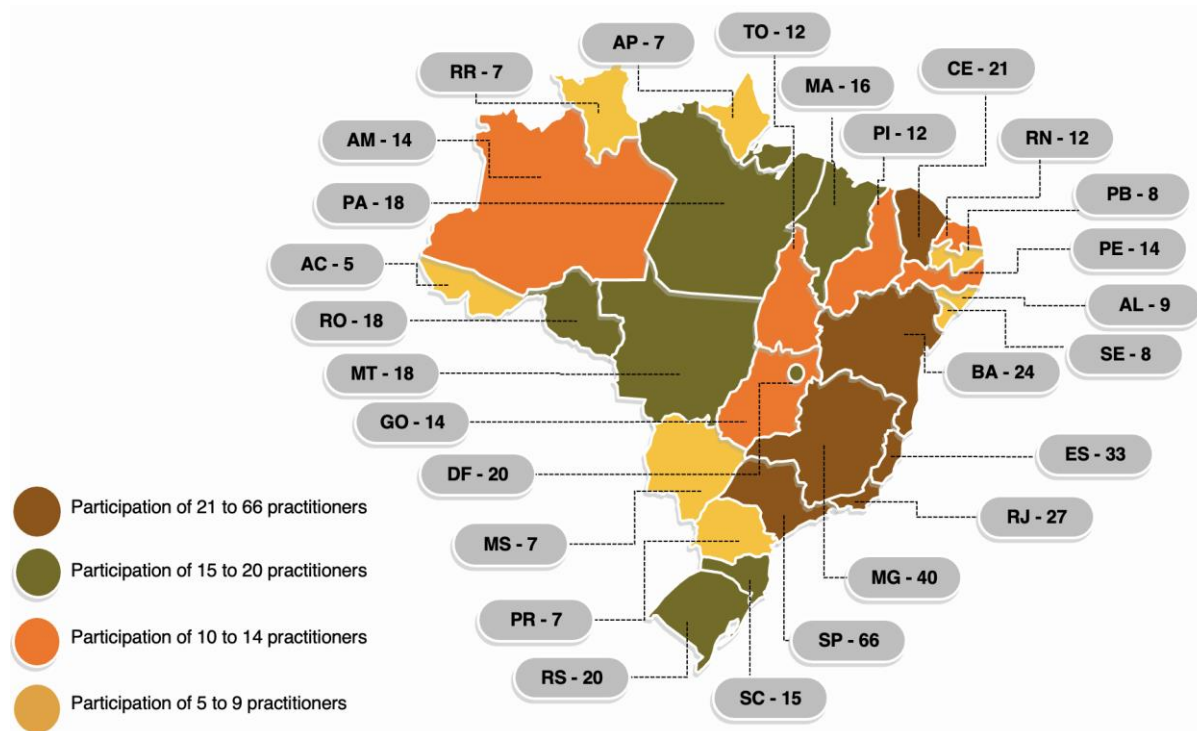 TO - 12
AP - 7
CE - 21
RR - 7
MA - 16
PI - 12
RN - 12
AM - 14
PB - 8
PA - 18
PE - 14
AC - 5
AL - 9
RO - 18
SE - 8
MT - 18
BA - 24
GO - 14
ES - 33
DF - 20
Participation of 21 to 66 practitioners
RJ - 27
MS - 7
Participation of 15 to 20 practitioners
MG - 40
PR - 7
Participation of 10 to 14 practitioners
SP - 66
RS - 20
SC - 15
Participation of 5 to 9 practitioners